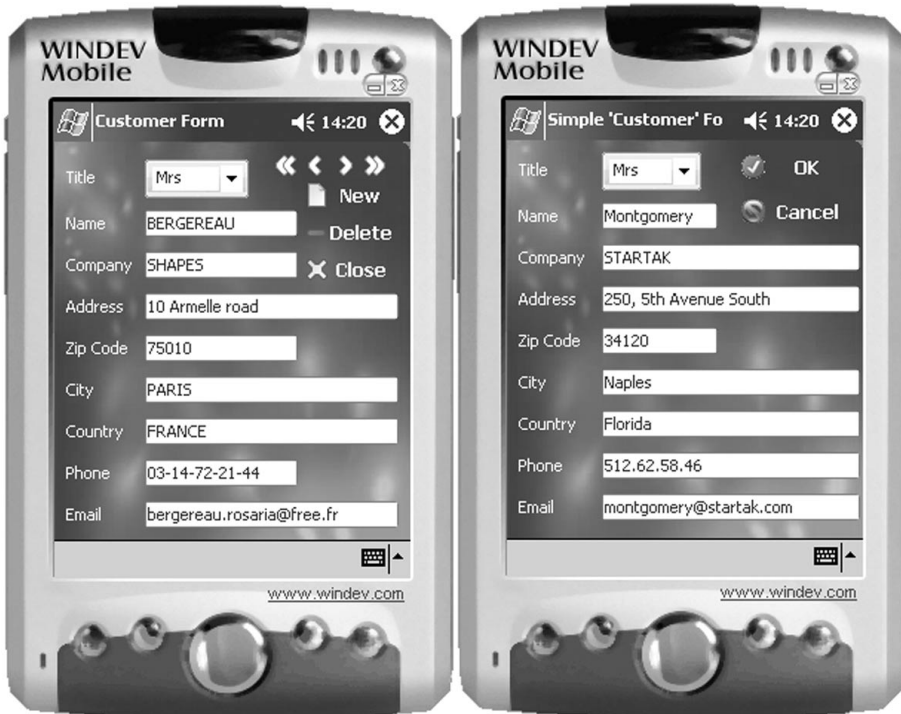 WINDEV
Mobile
Customer Form 14:20
Title Mrs
New
Name BERGEREAU
Delete
Company SHAPES
Close
Address 10 Armelle road
Zip Code 75010
City PARIS
Country FRANCE
Phone 03-14-72-21-44
Email bergereau.rosaria@free.fr
www.windev.com
WINDEV
Mobile
Simple 'Customer' Fo 14:20
Title Mrs
OK
Name Montgomery
Cancel
Company STARTAK
Address 250, 5th Avenue South
Zip Code 34120
City Naples
Country Florida
Phone 512.62.58.46
Email montgomery@startak.com
www.windev.com